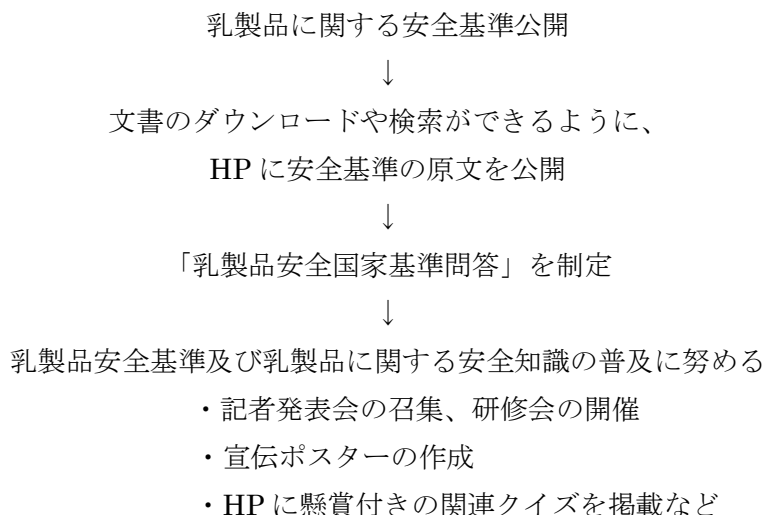 乳製品に関する安全基準公開
↓
文書のダウンロードや検索ができるように、
HP に安全基準の原文を公開
↓
「乳製品安全国家基準問答」を制定
↓
乳製品安全基準及び乳製品に関する安全知識の普及に努める
・記者発表会の召集、研修会の開催
・宣伝ポスターの作成
・HP に懸賞付きの関連クイズを掲載など